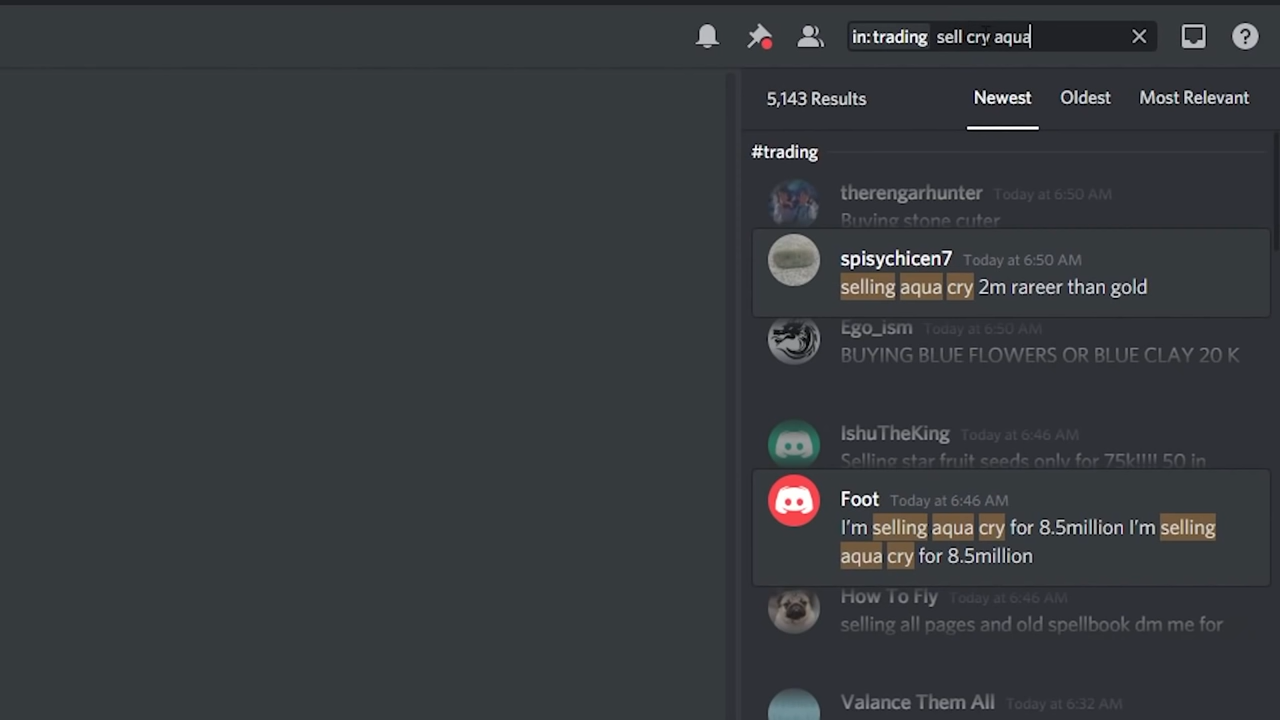 in: trading sell cry aqua
5,143 Results Newest Oldest Most Relevant
#trading
therengarhunter Today at 6:50 AM
Buying stone cuter
spisychicen7 Today at 6:50 AM
selling aqua cry 2m rareer than gold
Ego_ism Today at 6:50 AM
BUYING BLUE FLOWERS OR BLUE CLAY 20 K
IshuTheKing Today at 6:46 AM
Selling star fruit seeds only for 75k!!!! 50 in
Foot Today at 6:46 AM
I'm selling aqua cry for 8.5million I'm selling
aqua cry for 8.5million
How To Fly Today at 6:46 AM
selling all pages and old spellbook dm me for
Valance Them All Today at 6:32 AM